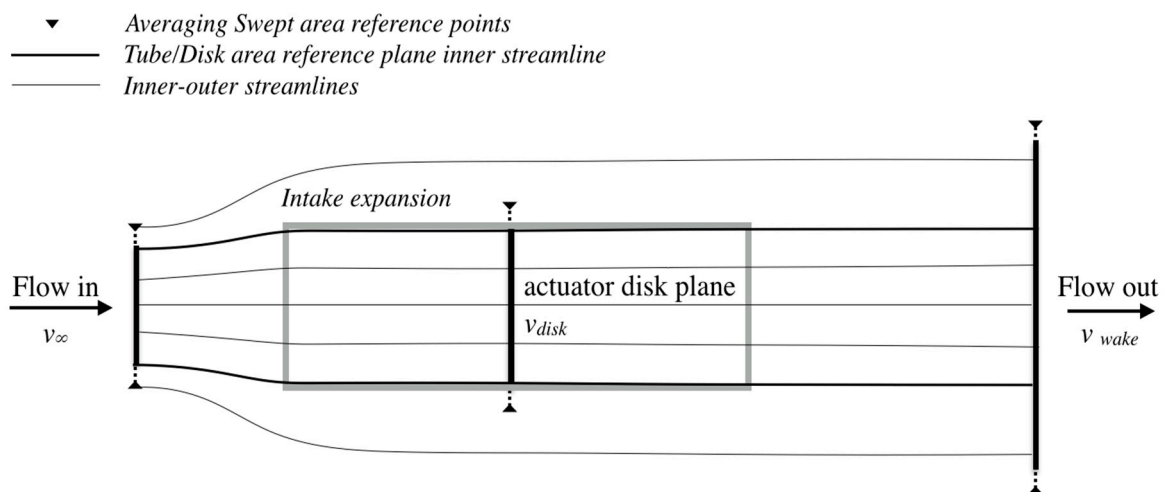 Averaging Swept area reference points
Tube/Disk area reference plane inner streamline
Inner-outer streamlines
Intake expansion
Flow in
v∞
actuator disk plane
vdisk
Flow out
v wake